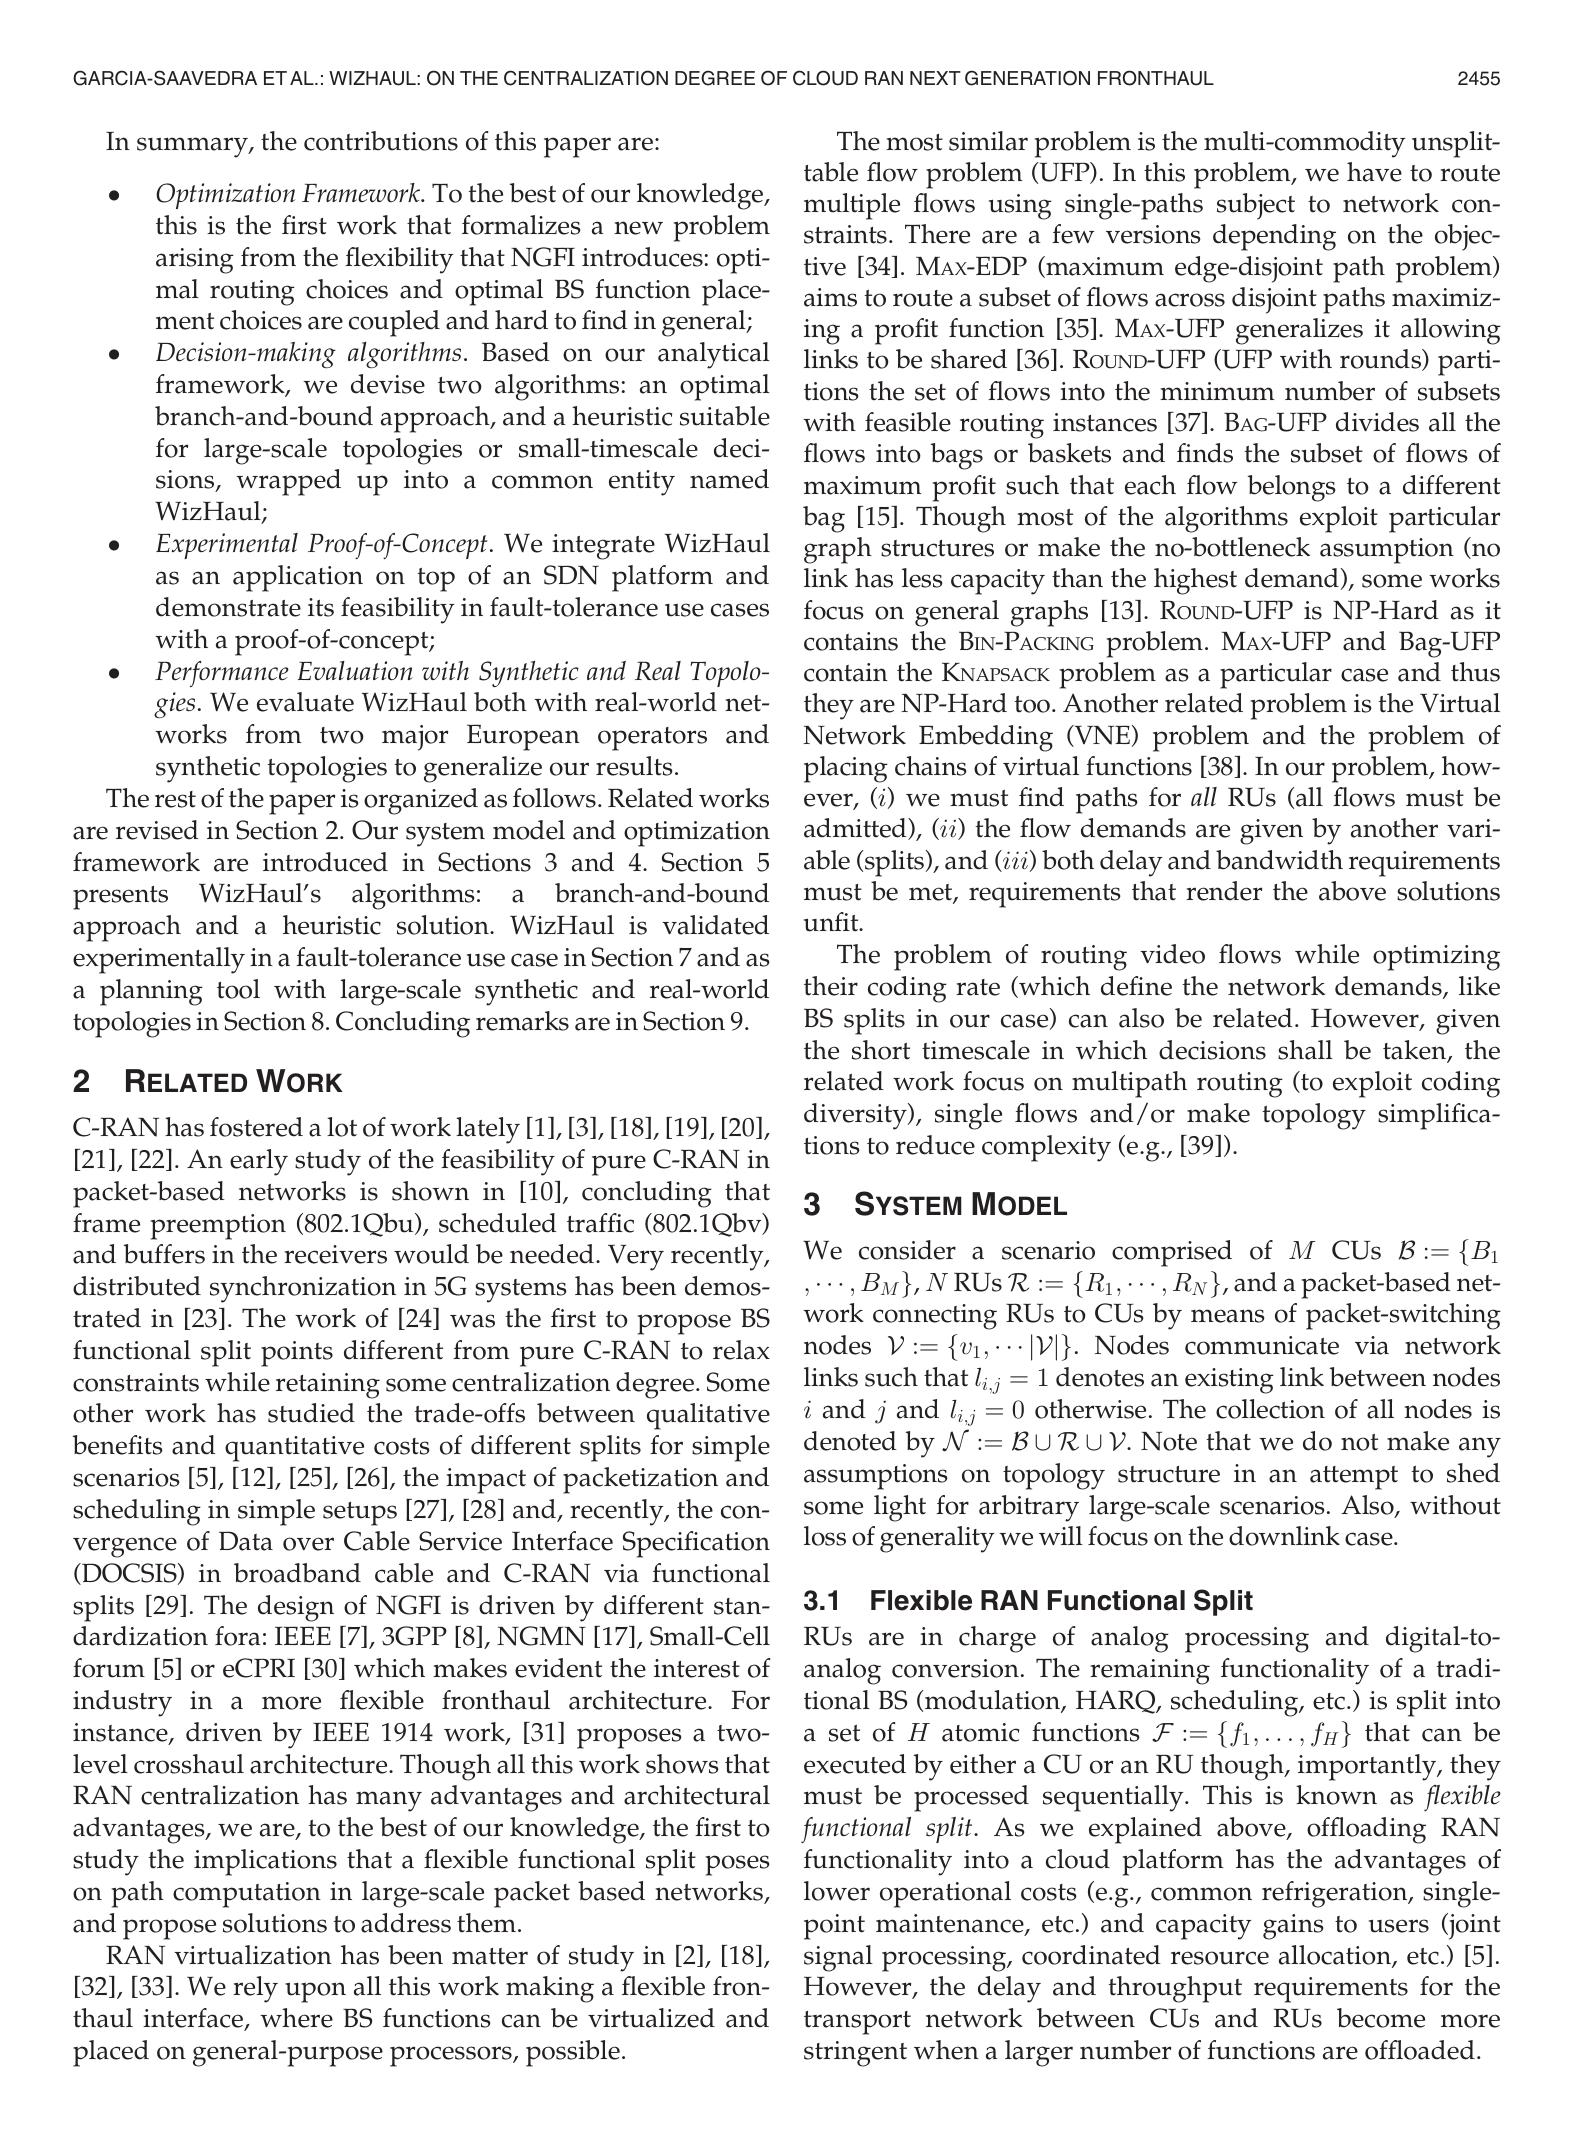 GARCIA-SAAVEDRA ET AL.: WIZHAUL: ON THE CENTRALIZATION DEGREE OF CLOUD RAN NEXT GENERATION FRONTHAUL 2455
In summary, the contributions of this paper are:
• Optimization Framework. To the best of our knowledge,
this is the first work that formalizes a new problem
arising from the flexibility that NGFI introduces: opti-
mal routing choices and optimal BS function place-
ment choices are coupled and hard to find in general;
• Decision-making algorithms. Based on our analytical
framework, we devise two algorithms: an optimal
branch-and-bound approach, and a heuristic suitable
for large-scale topologies or small-timescale deci-
sions, wrapped up into a common entity named
WizHaul;
• Experimental Proof-of-Concept. We integrate WizHaul
as an application on top of an SDN platform and
demonstrate its feasibility in fault-tolerance use cases
with a proof-of-concept;
• Performance Evaluation with Synthetic and Real Topolo-
gies. We evaluate WizHaul both with real-world net-
works from two major European operators and
synthetic topologies to generalize our results.
The rest of the paper is organized as follows. Related works
are revised in Section 2. Our system model and optimization
framework are introduced in Sections 3 and 4. Section 5
presents WizHaul's algorithms: a branch-and-bound
approach and a heuristic solution. WizHaul is validated
experimentally in a fault-tolerance use case in Section 7 and as
a planning tool with large-scale synthetic and real-world
topologies in Section 8. Concluding remarks are in Section 9.
2 RELATED WORK
C-RAN has fostered a lot of work lately [1], [3], [18], [19], [20],
[21], [22]. An early study of the feasibility of pure C-RAN in
packet-based networks is shown in [10], concluding that
frame preemption (802.1Qbu), scheduled traffic (802.1Qbv)
and buffers in the receivers would be needed. Very recently,
distributed synchronization in 5G systems has been demos-
trated in [23]. The work of [24] was the first to propose BS
functional split points different from pure C-RAN to relax
constraints while retaining some centralization degree. Some
other work has studied the trade-offs between qualitative
benefits and quantitative costs of different splits for simple
scenarios [5], [12], [25], [26], the impact of packetization and
scheduling in simple setups [27], [28] and, recently, the con-
vergence of Data over Cable Service Interface Specification
(DOCSIS) in broadband cable and C-RAN via functional
splits [29]. The design of NGFI is driven by different stan-
dardization fora: IEEE [7], 3GPP [8], NGMN [17], Small-Cell
forum [5] or eCPRI [30] which makes evident the interest of
industry in a more flexible fronthaul architecture. For
instance, driven by IEEE 1914 work, [31] proposes a two-
level crosshaul architecture. Though all this work shows that
RAN centralization has many advantages and architectural
advantages, we are, to the best of our knowledge, the first to
study the implications that a flexible functional split poses
on path computation in large-scale packet based networks,
and propose solutions to address them.
RAN virtualization has been matter of study in [2], [18],
[32], [33]. We rely upon all this work making a flexible fron-
thaul interface, where BS functions can be virtualized and
placed on general-purpose processors, possible.
The most similar problem is the multi-commodity unsplit-
table flow problem (UFP). In this problem, we have to route
multiple flows using single-paths subject to network con-
straints. There are a few versions depending on the objec-
tive [34]. MAX-EDP (maximum edge-disjoint path problem)
aims to route a subset of flows across disjoint paths maximiz-
ing a profit function [35]. MAX-UFP generalizes it allowing
links to be shared [36]. ROUND-UFP (UFP with rounds) parti-
tions the set of flows into the minimum number of subsets
with feasible routing instances [37]. BAG-UFP divides all the
flows into bags or baskets and finds the subset of flows of
maximum profit such that each flow belongs to a different
bag [15]. Though most of the algorithms exploit particular
graph structures or make the no-bottleneck assumption (no
link has less capacity than the highest demand), some works
focus on general graphs [13]. ROUND-UFP is NP-Hard as it
contains the BIN-PACKING problem. MAX-UFP and Bag-UFP
contain the KNAPSACK problem as a particular case and thus
they are NP-Hard too. Another related problem is the Virtual
Network Embedding (VNE) problem and the problem of
placing chains of virtual functions [38]. In our problem, how-
ever, (i) we must find paths for all RUs (all flows must be
admitted), (ii) the flow demands are given by another vari-
able (splits), and (iii) both delay and bandwidth requirements
must be met, requirements that render the above solutions
unfit.
The problem of routing video flows while optimizing
their coding rate (which define the network demands, like
BS splits in our case) can also be related. However, given
the short timescale in which decisions shall be taken, the
related work focus on multipath routing (to exploit coding
diversity), single flows and/or make topology simplifica-
tions to reduce complexity (e.g., [39]).
3 SYSTEM MODEL
We consider a scenario comprised of M CUs ℬ := {B₁
, ⋯ , B_M}, N RUs ℛ := {R₁, ⋯ , R_N}, and a packet-based net-
work connecting RUs to CUs by means of packet-switching
nodes 𝒱 := {v₁, ⋯ |𝒱|}. Nodes communicate via network
links such that l_{i,j} = 1 denotes an existing link between nodes
i and j and l_{i,j} = 0 otherwise. The collection of all nodes is
denoted by 𝒩 := ℬ ∪ ℛ ∪ 𝒱. Note that we do not make any
assumptions on topology structure in an attempt to shed
some light for arbitrary large-scale scenarios. Also, without
loss of generality we will focus on the downlink case.
3.1 Flexible RAN Functional Split
RUs are in charge of analog processing and digital-to-
analog conversion. The remaining functionality of a tradi-
tional BS (modulation, HARQ, scheduling, etc.) is split into
a set of H atomic functions ℱ := {f₁, . . . , f_H} that can be
executed by either a CU or an RU though, importantly, they
must be processed sequentially. This is known as flexible
functional split. As we explained above, offloading RAN
functionality into a cloud platform has the advantages of
lower operational costs (e.g., common refrigeration, single-
point maintenance, etc.) and capacity gains to users (joint
signal processing, coordinated resource allocation, etc.) [5].
However, the delay and throughput requirements for the
transport network between CUs and RUs become more
stringent when a larger number of functions are offloaded.